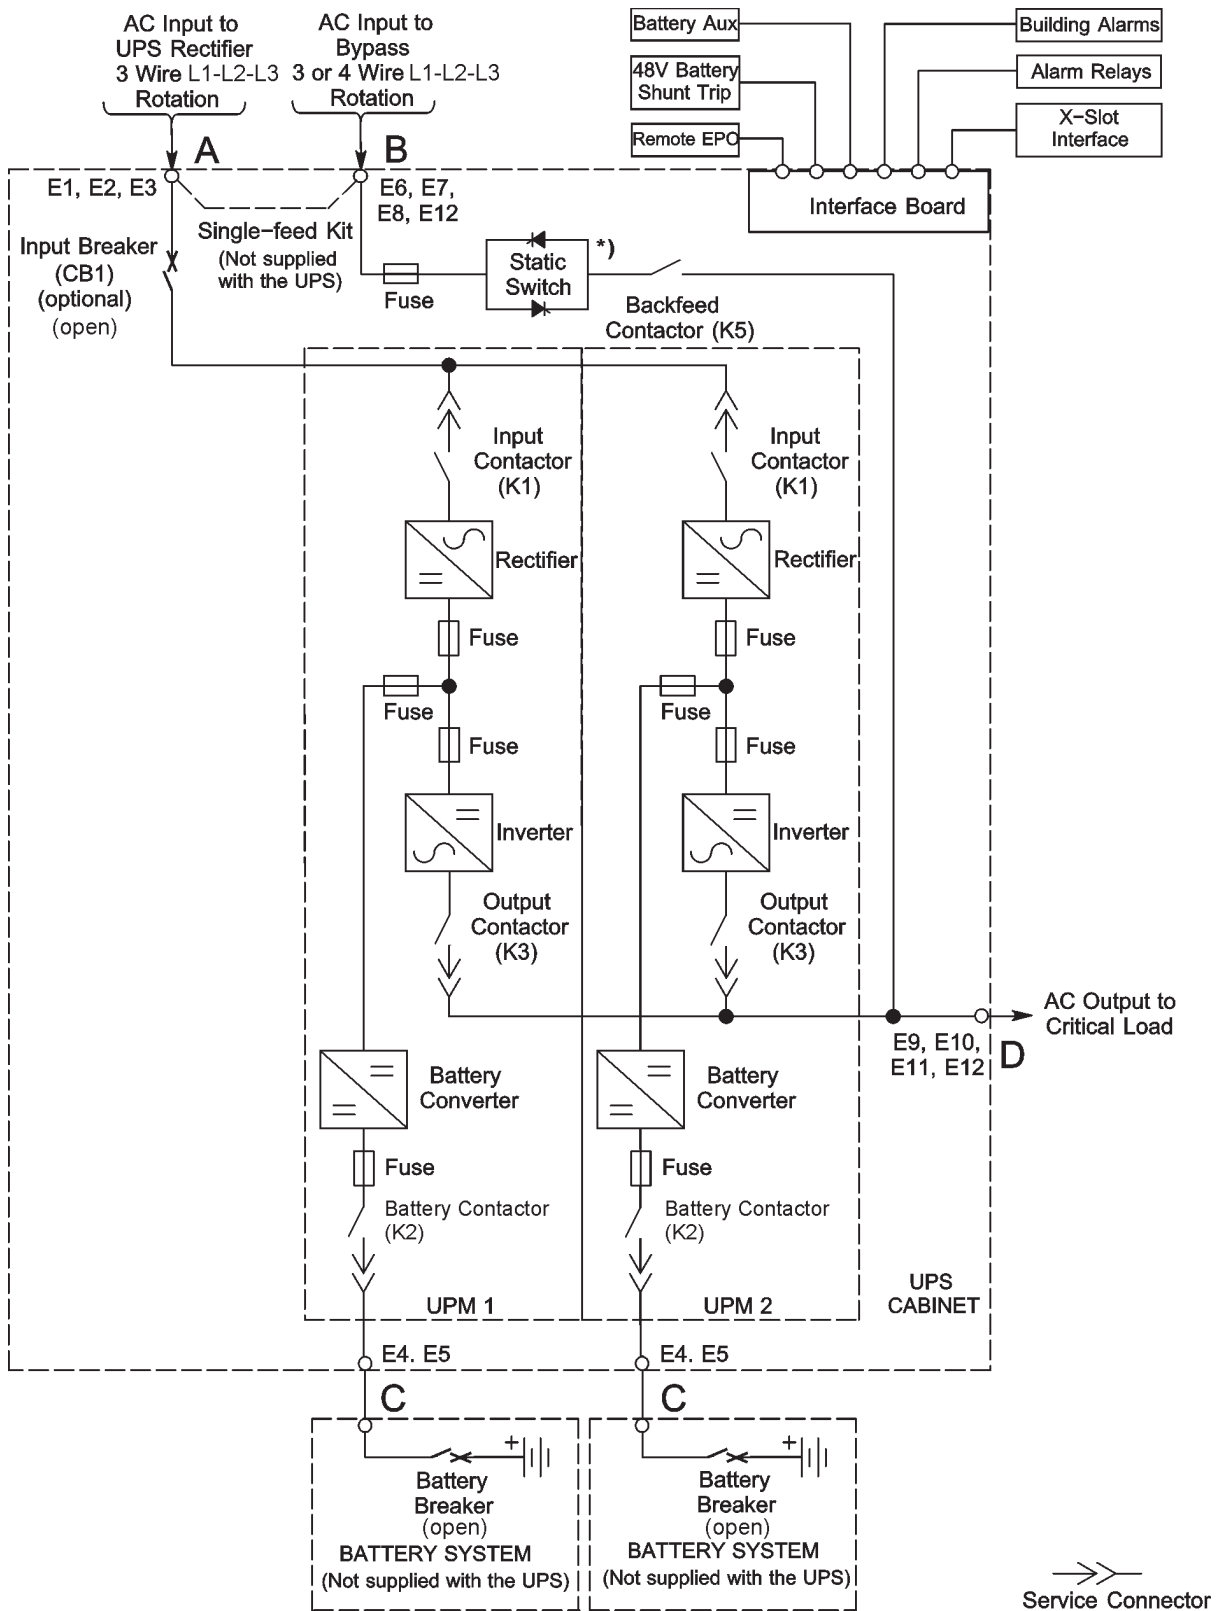 AC Input to
UPS Rectifier
3 Wire L1-L2-L3
Rotation
AC Input to
Bypass
3 or 4 Wire L1-L2-L3
Rotation
Battery Aux
48V Battery
Shunt Trip
Remote EPO
Building Alarms
Alarm Relays
X-Slot
Interface
Interface Board
A
B
E1, E2, E3
E6, E7,
E8, E12
Single-feed Kit
(Not supplied
with the UPS)
Input Breaker
(CB1)
(optional)
(open)
Fuse
Static
Switch
*)
Backfeed
Contactor (K5)
Input
Contactor
(K1)
Input
Contactor
(K1)
Rectifier
Rectifier
Fuse
Fuse
Fuse
Fuse
Fuse
Fuse
Inverter
Inverter
Output
Contactor
(K3)
Output
Contactor
(K3)
AC Output to
Critical Load
E9, E10,
E11, E12
D
Battery
Converter
Battery
Converter
Fuse
Fuse
Battery Contactor
(K2)
Battery Contactor
(K2)
UPM 1
UPM 2
UPS
CABINET
E4. E5
E4. E5
C
C
+
+
Battery
Breaker
(open)
BATTERY SYSTEM
(Not supplied with the UPS)
Battery
Breaker
(open)
BATTERY SYSTEM
(Not supplied with the UPS)
Service Connector